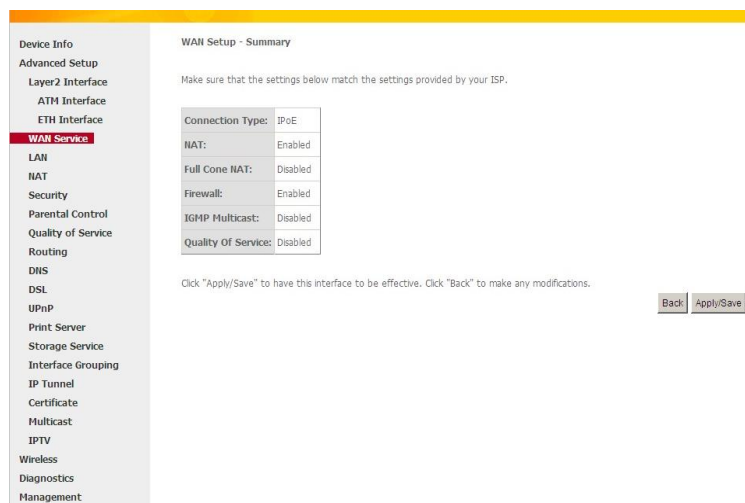 Device Info
Advanced Setup
Layer2 Interface
ATM Interface
ETH Interface
WAN Service
LAN
NAT
Security
Parental Control
Quality of Service
Routing
DNS
DSL
UPnP
Print Server
Storage Service
Interface Grouping
IP Tunnel
Certificate
Multicast
IPTV
Wireless
Diagnostics
Management
WAN Setup - Summary
Make sure that the settings below match the settings provided by your ISP.
Connection Type: IPoE
NAT: Enabled
Full Cone NAT: Disabled
Firewall: Enabled
IGMP Multicast: Disabled
Quality Of Service: Disabled
Click "Apply/Save" to have this interface to be effective. Click "Back" to make any modifications.
Back Apply/Save